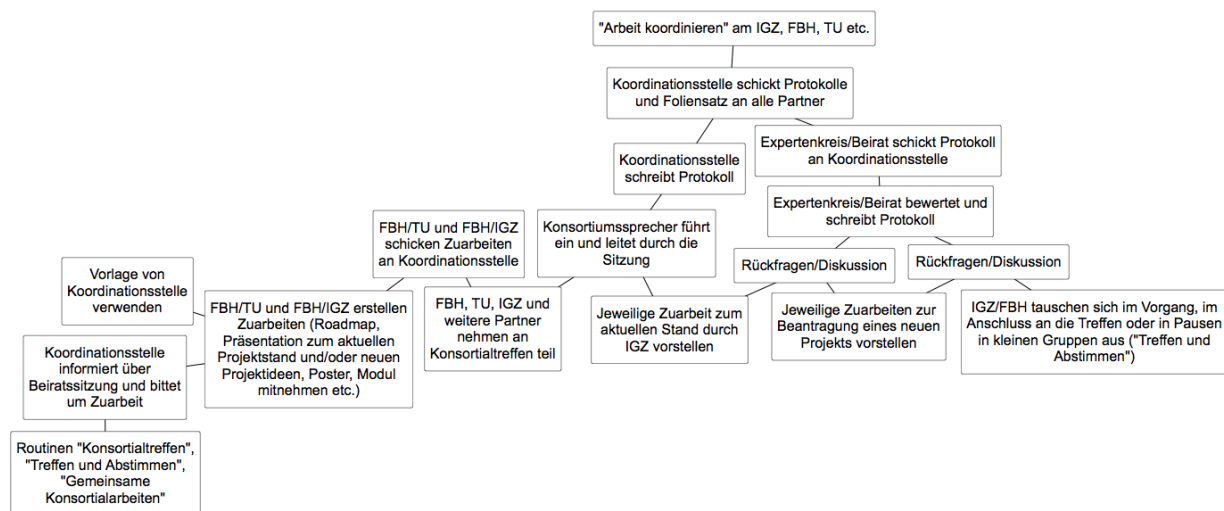 "Arbeit koordinieren" am IGZ, FBH, TU etc.
Koordinationsstelle schickt Protokolle
und Foliensatz an alle Partner
Expertenkreis/Beirat schickt Protokoll
an Koordinationsstelle
Koordinationsstelle
schreibt Protokoll
Expertenkreis/Beirat bewertet und
schreibt Protokoll
FBH/TU und FBH/IGZ
schicken Zuarbeiten
an Koordinationsstelle
Konsortiumssprecher führt
ein und leitet durch die
Sitzung
Rückfragen/Diskussion
Rückfragen/Diskussion
Vorlage von
Koordinationsstelle
verwenden
FBH/TU und FBH/IGZ erstellen
Zuarbeiten (Roadmap,
Präsentation zum aktuellen
Projektstand und/oder neuen
Projektideen, Poster, Modul
mitnehmen etc.)
FBH, TU, IGZ und
weitere Partner
nehmen an
Konsortialtreffen teil
Jeweilige Zuarbeit zum
aktuellen Stand durch
IGZ vorstellen
Jeweilige Zuarbeiten zur
Beantragung eines neuen
Projekts vorstellen
IGZ/FBH tauschen sich im Vorgang, im
Anschluss an die Treffen oder in Pausen
in kleinen Gruppen aus ("Treffen und
Abstimmen")
Koordinationsstelle
informiert über
Beiratssitzung und bittet
um Zuarbeit
Routinen "Konsortialtreffen",
"Treffen und Abstimmen",
"Gemeinsame
Konsortialarbeiten"